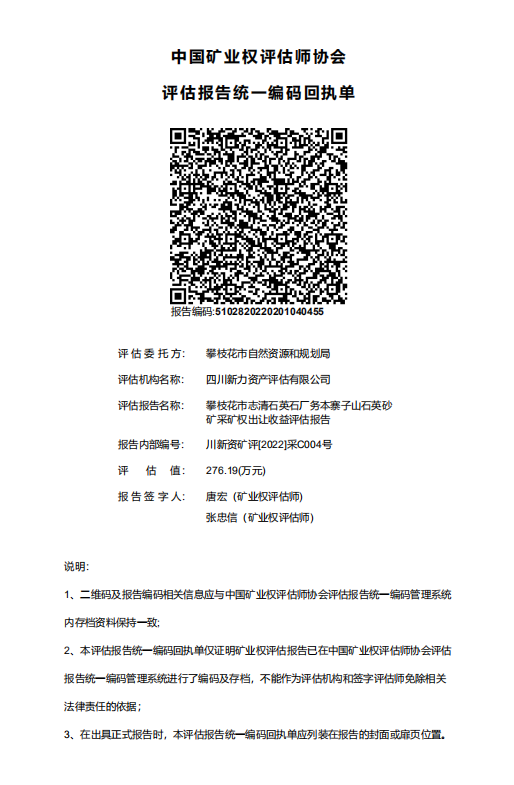 中国矿业权评估师协会
评估报告统一编码回执单
报告编码:5102820220201040455
评估委托方： 攀枝花市自然资源和规划局
评估机构名称： 四川新力资产评估有限公司
评估报告名称： 攀枝花市志清石英石厂务本寨子山石英砂
矿采矿权出让收益评估报告
报告内部编号： 川新资矿评[2022]采C004号
评 估 值： 276.19(万元)
报告签字人： 唐宏（矿业权评估师）
张忠信（矿业权评估师）
说明：
1、二维码及报告编码相关信息应与中国矿业权评估师协会评估报告统一编码管理系统
内存档资料保持一致;
2、本评估报告统一编码回执单仅证明矿业权评估报告已在中国矿业权评估师协会评估
报告统一编码管理系统进行了编码及存档，不能作为评估机构和签字评估师免除相关
法律责任的依据；
3、在出具正式报告时，本评估报告统一编码回执单应列装在报告的封面或扉页位置。